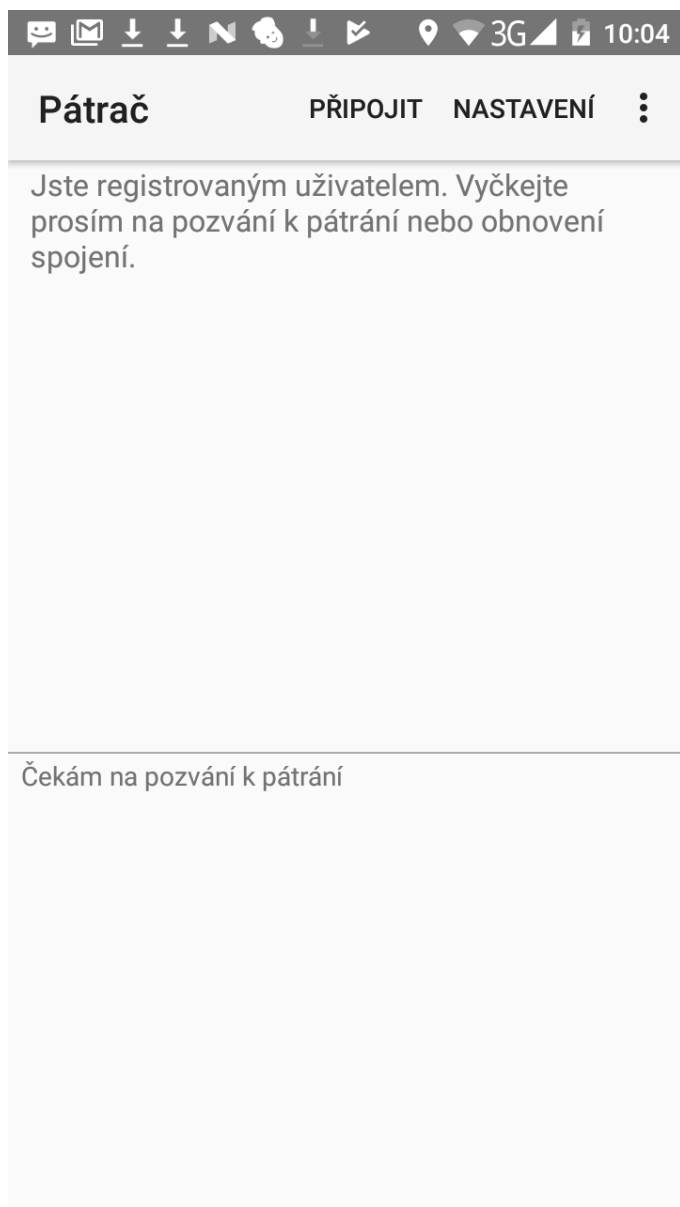 3G 10:04
Pátrač PŘIPOJIT NASTAVENÍ
Jste registrovaným uživatelem. Vyčkejte
prosím na pozvání k pátrání nebo obnovení
spojení.
Čekám na pozvání k pátrání